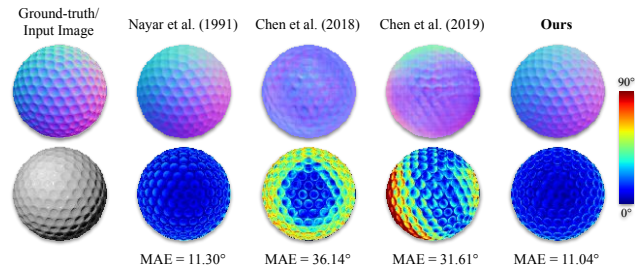 Ground-truth/
Input Image
Nayar et al. (1991)
Chen et al. (2018)
Chen et al. (2019)
Ours
90°
0°
MAE = 11.30°
MAE = 36.14°
MAE = 31.61°
MAE = 11.04°